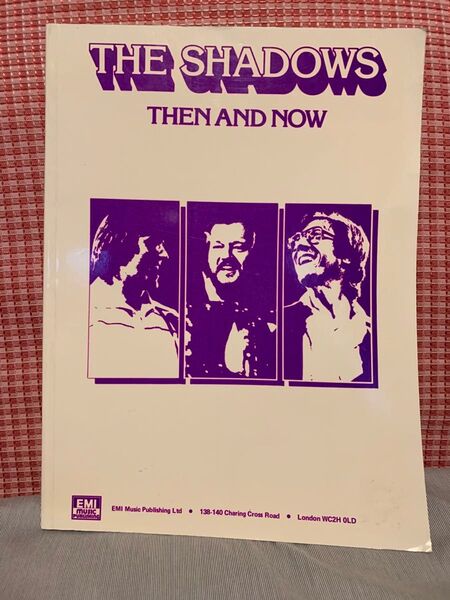 THE SHADOWS
THEN AND NOW
EMI
MUSIC
EMI Music Publishing Ltd • 138-140 Charing Cross Road • London WC2H 0LD